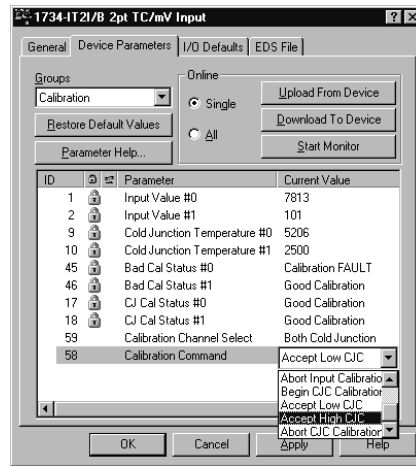 1734-IT2I/B 2pt TC/mV Input
General Device Parameters I/O Defaults EDS File
Groups
Calibration
Restore Default Values
Parameter Help...
Online
Single
All
Upload From Device
Download To Device
Start Monitor
ID Parameter Current Value
1 Input Value #0 7813
2 Input Value #1 101
9 Cold Junction Temperature #0 5206
10 Cold Junction Temperature #1 2500
45 Bad Cal Status #0 Calibration FAULT
46 Bad Cal Status #1 Good Calibration
17 CJ Cal Status #0 Good Calibration
18 CJ Cal Status #1 Good Calibration
59 Calibration Channel Select Both Cold Junction
58 Calibration Command Accept Low CJC
Abort Input Calibratio
Begin CJC Calibration
Accept Low CJC
Accept High CJC
Abort CJC Calibration
OK Cancel Apply Help